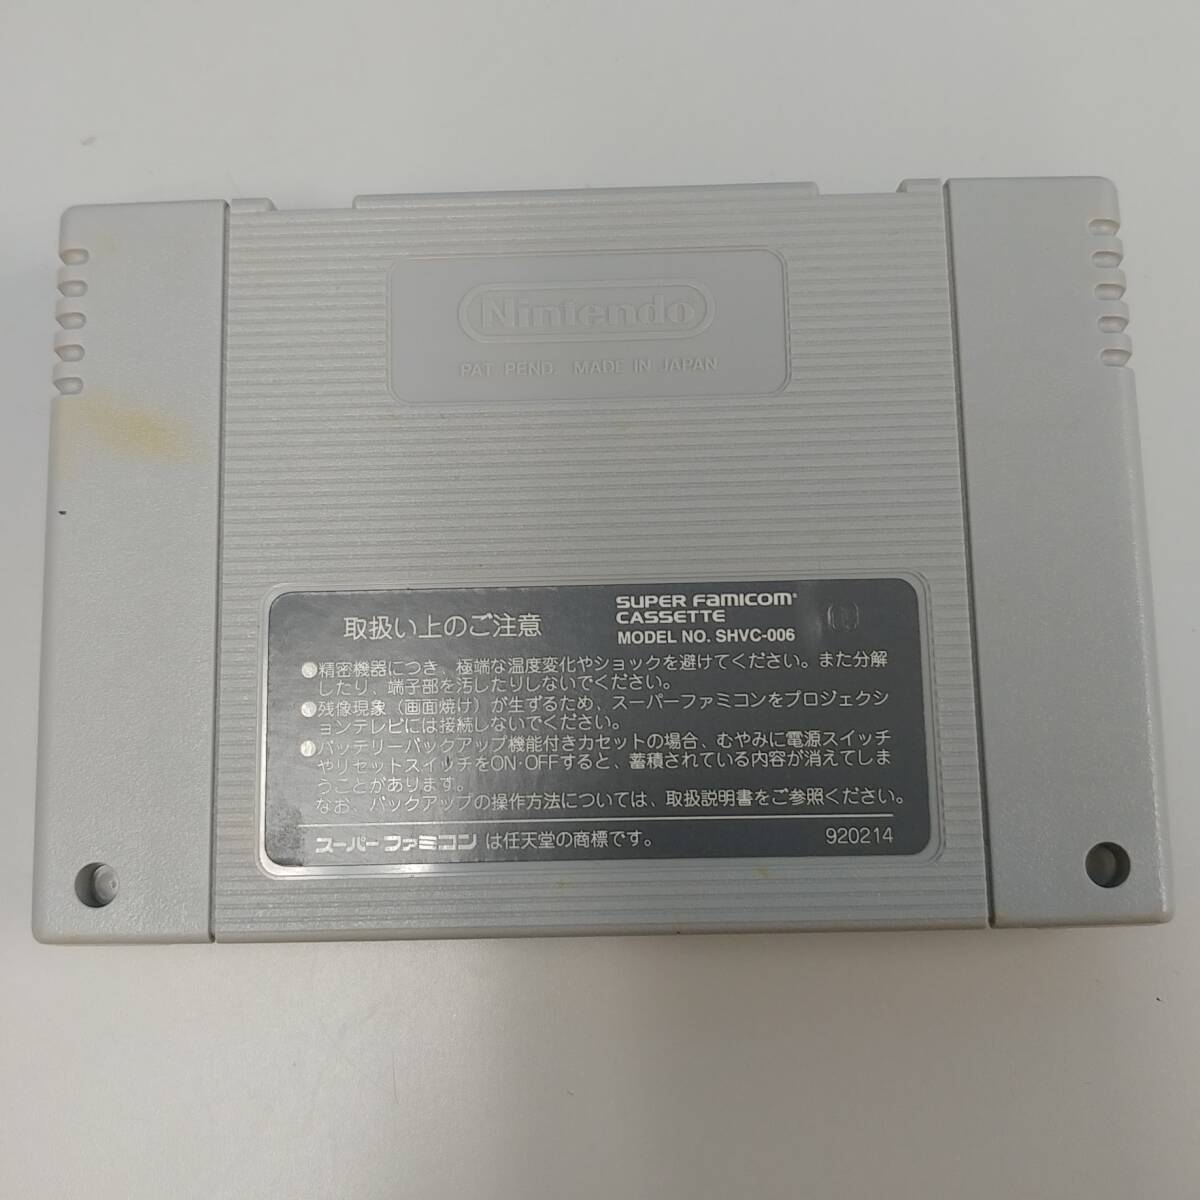 Nintendo
PAT. PEND. MADE IN JAPAN
取扱い上のご注意
SUPER FAMICOM
CASSETTE
MODEL NO. SHVC-006
●精密機器につき、極端な温度変化やショックを避けてください。また分解
したり、端子部を汚したりしないでください。
●残像現象（画面焼け）が生ずるため、スーパーファミコンをプロジェクシ
ョンテレビには接続しないでください。
●バッテリーバックアップ機能付きカセットの場合、むやみに電源スイッチ
やリセットスイッチをON・OFFすると、蓄積されている内容が消えてしま
うことがあります。
なお、バックアップの操作方法については、取扱説明書をご参照ください。
スーパーファミコンは任天堂の商標です。
920214